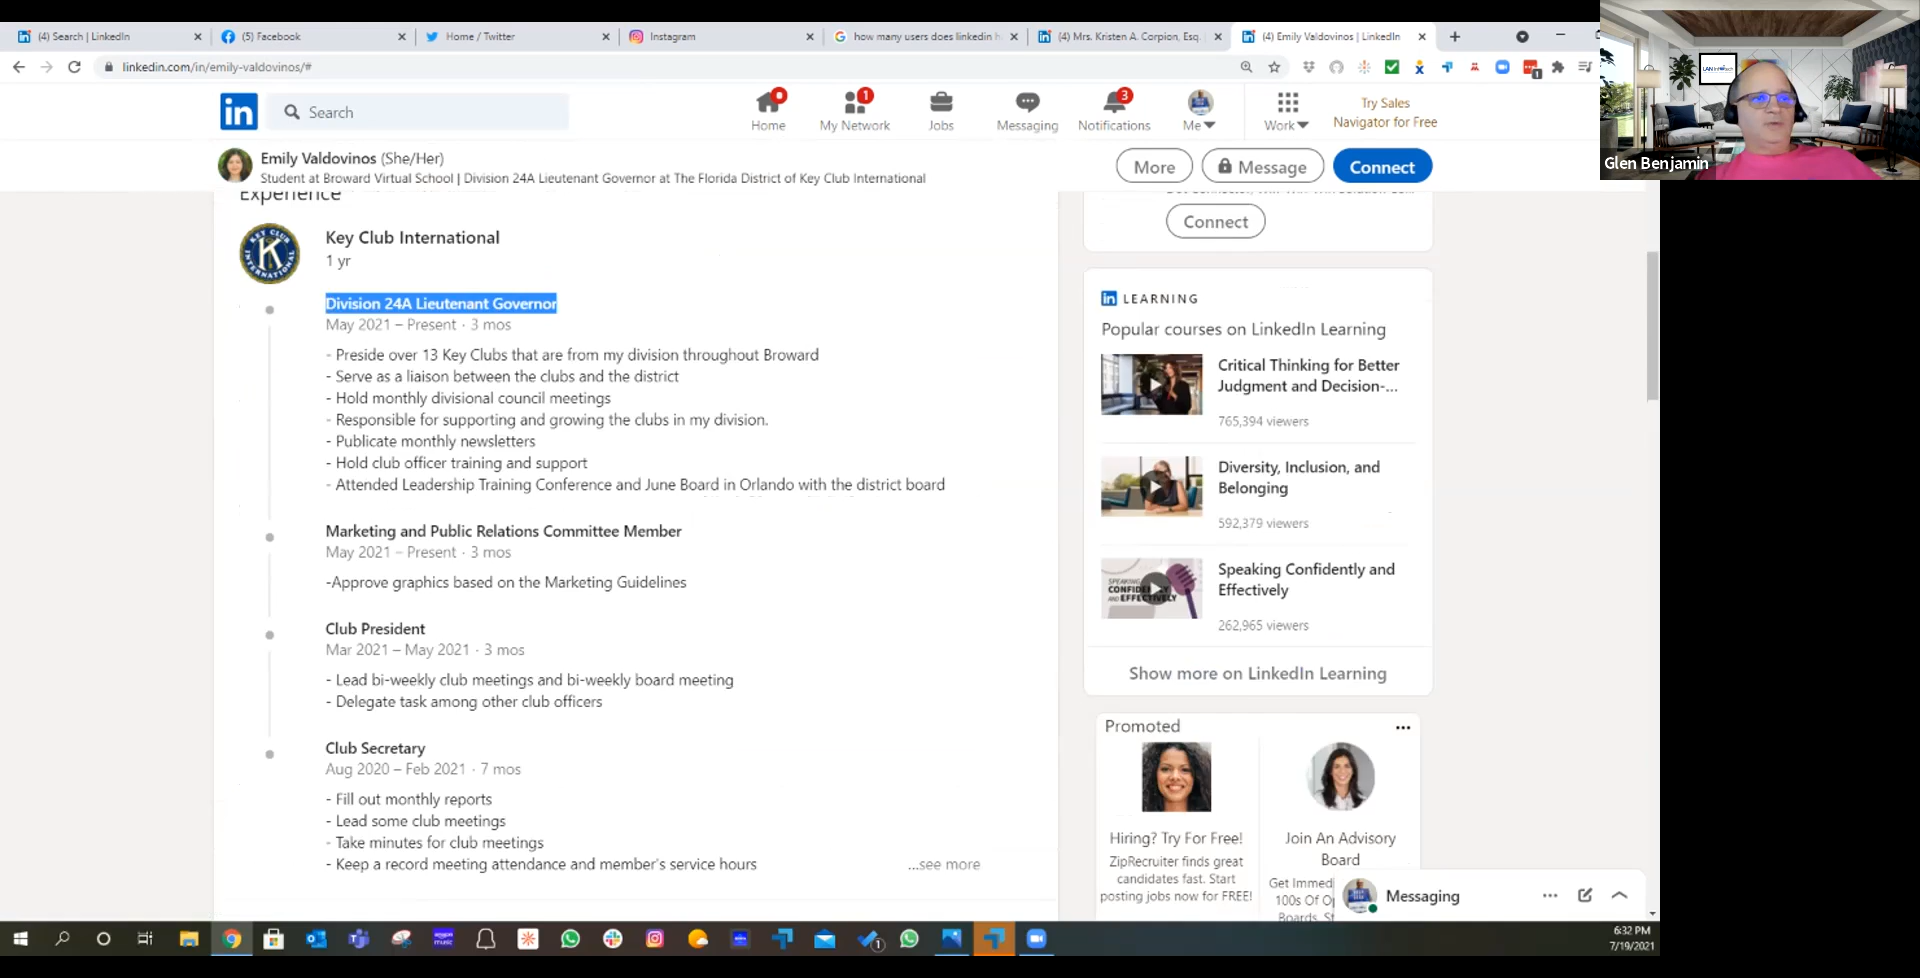 (4) Search | LinkedIn
(5) Facebook
Home / Twitter
Instagram
how many users does linkedin h
(4) Mrs. Kristen A. Corpion, Esq.
(4) Emily Valdovinos | LinkedIn
linkedin.com/in/emily-valdovinos/#
Search
Home
My Network
1
Jobs
Messaging
Notifications
3
Me
Work
Try Sales
Navigator for Free
Emily Valdovinos (She/Her)
Student at Broward Virtual School | Division 24A Lieutenant Governor at The Florida District of Key Club International
More
Message
Connect
Glen Benjamin
Experience
Key Club International
1 yr
Division 24A Lieutenant Governor
May 2021 – Present · 3 mos
- Preside over 13 Key Clubs that are from my division throughout Broward
- Serve as a liaison between the clubs and the district
- Hold monthly divisional council meetings
- Responsible for supporting and growing the clubs in my division.
- Publicate monthly newsletters
- Hold club officer training and support
- Attended Leadership Training Conference and June Board in Orlando with the district board
Marketing and Public Relations Committee Member
May 2021 – Present · 3 mos
-Approve graphics based on the Marketing Guidelines
Club President
Mar 2021 – May 2021 · 3 mos
- Lead bi-weekly club meetings and bi-weekly board meeting
- Delegate task among other club officers
Club Secretary
Aug 2020 – Feb 2021 · 7 mos
- Fill out monthly reports
- Lead some club meetings
- Take minutes for club meetings
- Keep a record meeting attendance and member's service hours
...see more
Connect
in LEARNING
Popular courses on LinkedIn Learning
Critical Thinking for Better
Judgment and Decision-...
765,394 viewers
Diversity, Inclusion, and
Belonging
592,379 viewers
SPEAKING
CONFIDENTLY
AND EFFECTIVELY
Speaking Confidently and
Effectively
262,965 viewers
Show more on LinkedIn Learning
Promoted
Hiring? Try For Free!
ZipRecruiter finds great
candidates fast. Start
posting jobs now for FREE!
Join An Advisory
Board
Get Immed
100s Of
Boards,
Messaging
6:32 PM
7/19/2021